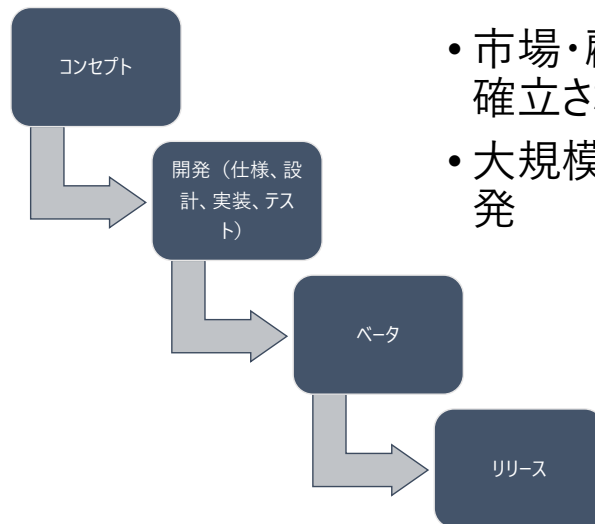 コンセプト
• 市場・
確立さ
• 大規模
発
開発（仕様、設
計、実装、テス
ト）
ベータ
リリース